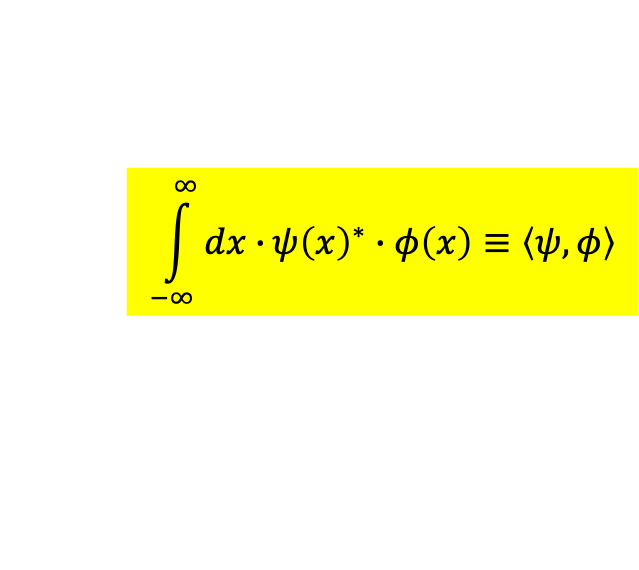 ∫_{-∞}^{∞} dx · ψ(x)* · ϕ(x) ≡ ⟨ψ, ϕ⟩